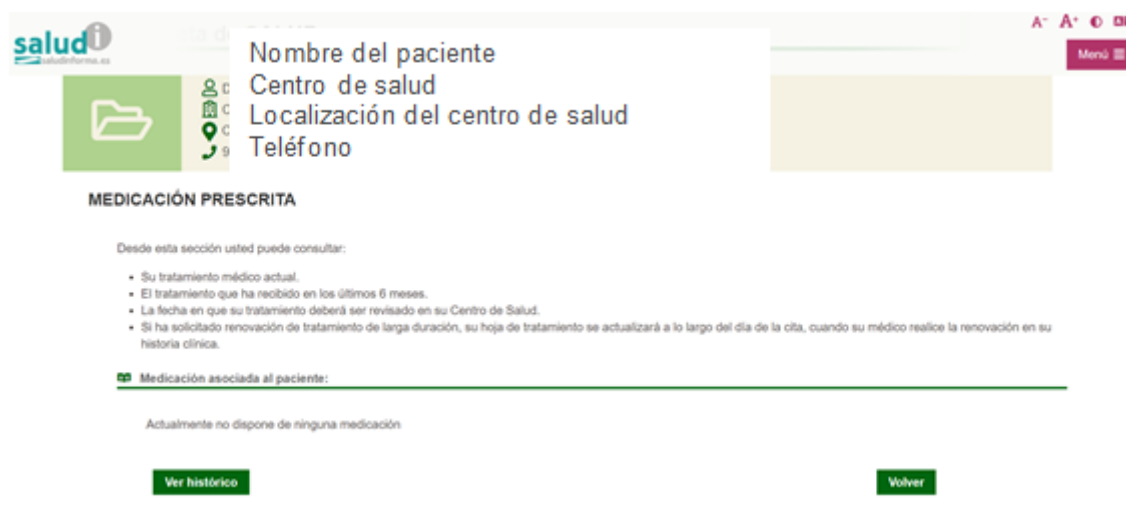 A- A+
salud i
saludinforma.es
Menú
Nombre del paciente
Centro de salud
Localización del centro de salud
Teléfono
D
C
C
9
MEDICACIÓN PRESCRITA
Desde esta sección usted puede consultar:
• Su tratamiento médico actual.
• El tratamiento que ha recibido en los últimos 6 meses.
• La fecha en que su tratamiento deberá ser revisado en su Centro de Salud.
• Si ha solicitado renovación de tratamiento de larga duración, su hoja de tratamiento se actualizará a lo largo del día de la cita, cuando su médico realice la renovación en su
historia clínica.
Medicación asociada al paciente:
Actualmente no dispone de ninguna medicación
Ver histórico
Volver